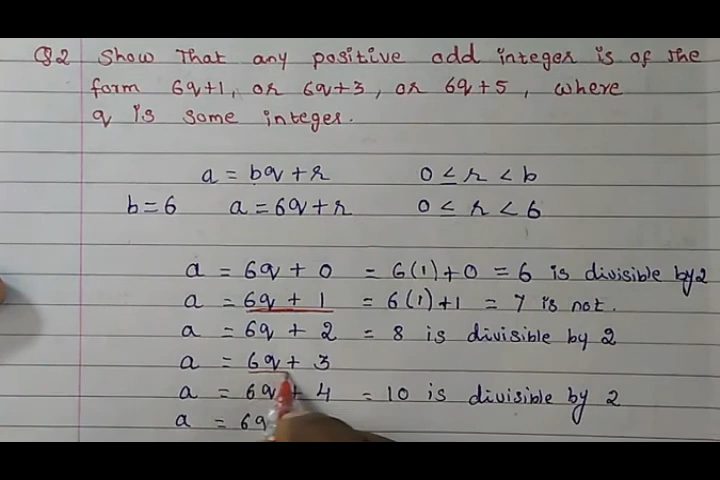 Q2 Show That any positive add integer is of the
form 6q+1, or 6q+3, or 6q+5, where
q is some integer.
a = bq + r 0 ≤ r < b
b = 6 a = 6q + r 0 ≤ r < 6
a = 6q + 0 = 6(1)+0 = 6 is divisible by 2
a = 6q + 1 = 6(1)+1 = 7 is not.
a = 6q + 2 = 8 is divisible by 2
a = 6q + 3
a = 6q + 4 = 10 is divisible by 2
a = 6q